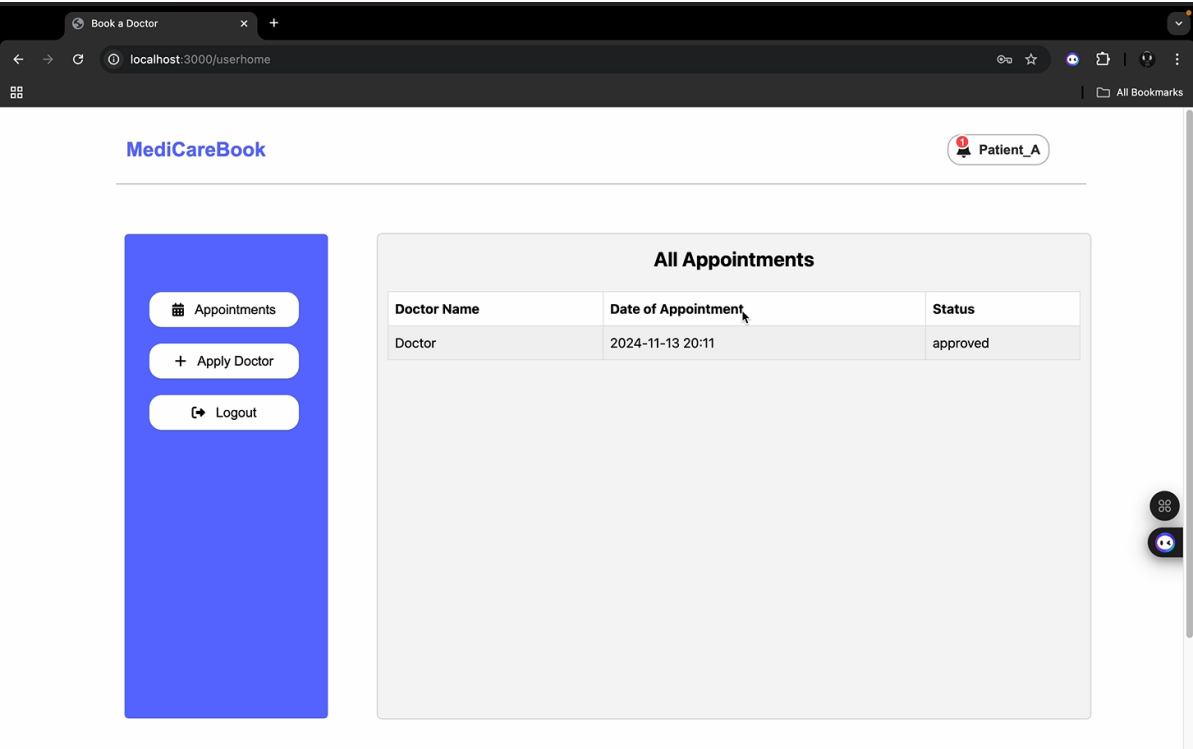 Book a Doctor
localhost:3000/userhome
All Bookmarks
MediCareBook
1 Patient_A
All Appointments
Appointments
Doctor Name Date of Appointment Status
Doctor 2024-11-13 20:11 approved
Apply Doctor
Logout